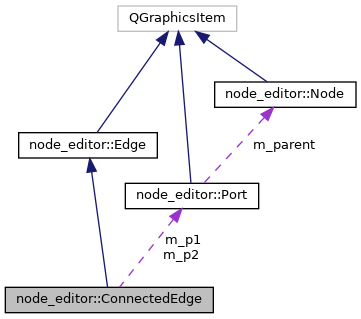 QGraphicsItem
node_editor::Node
node_editor::Edge
m_parent
node_editor::Port
m_p1
m_p2
node_editor::ConnectedEdge